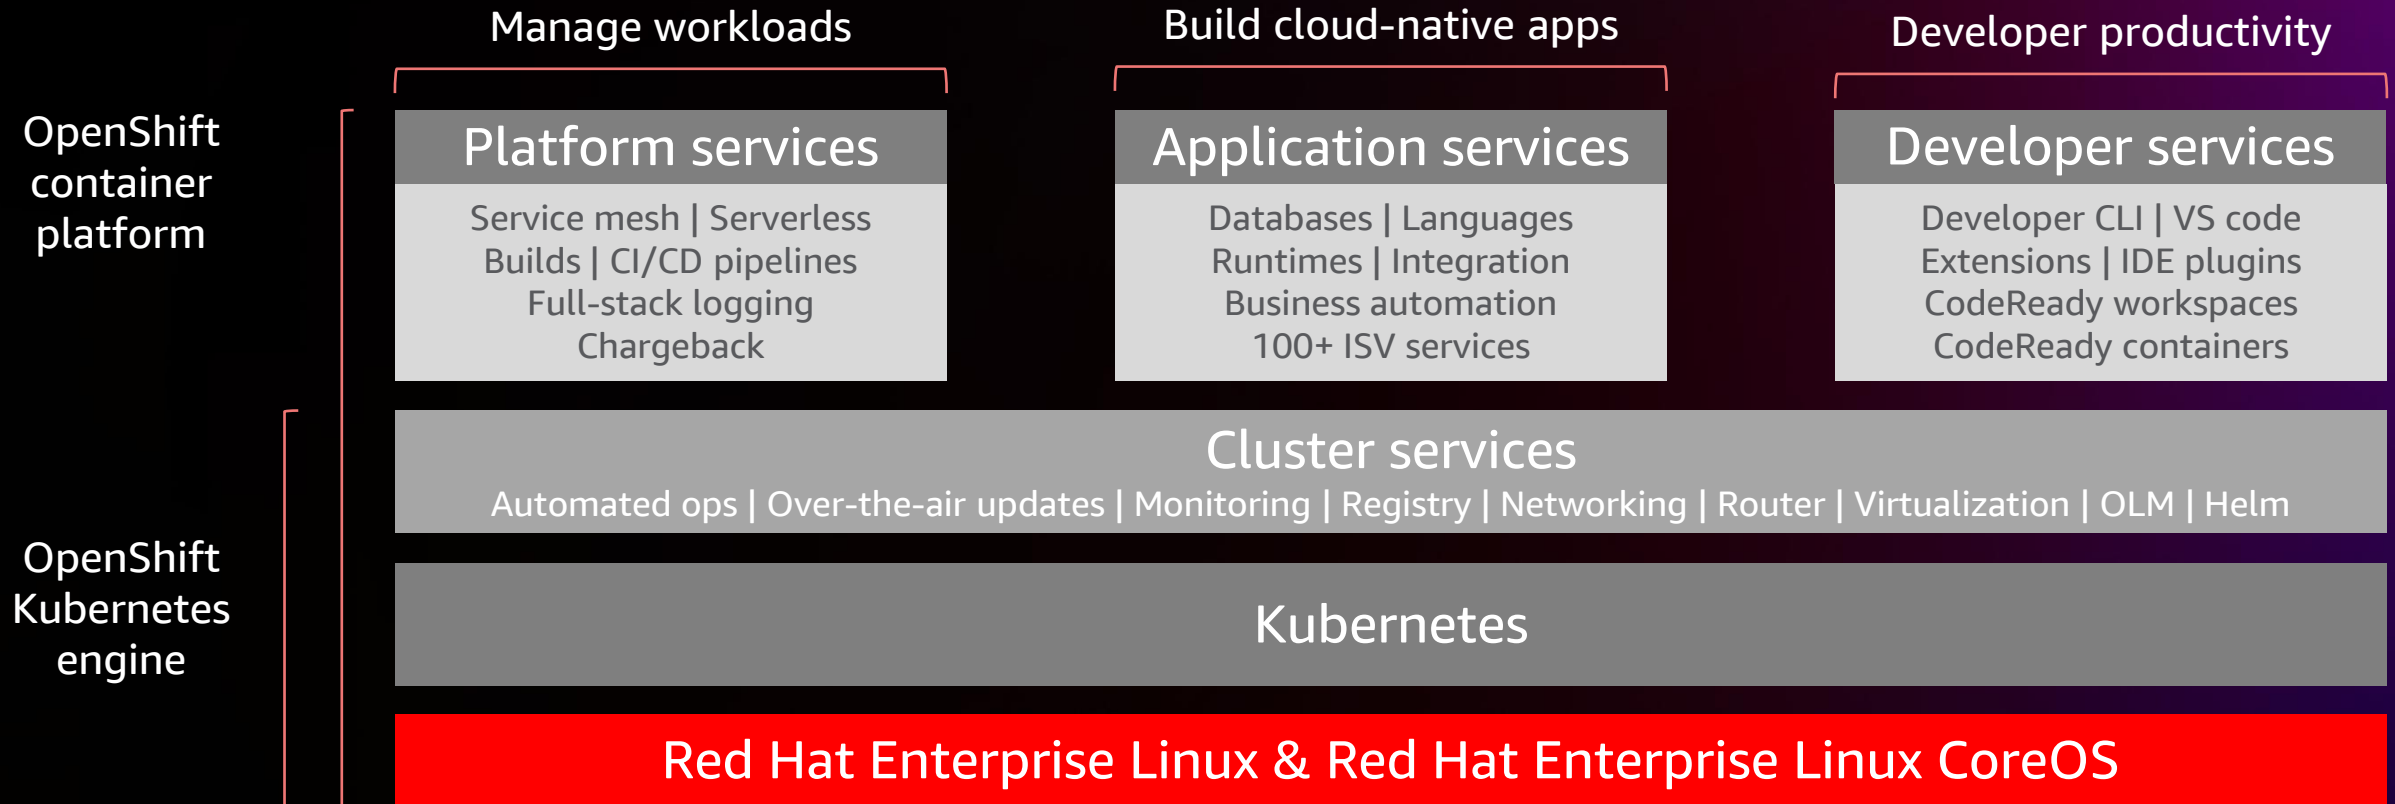 Manage workloads
Build cloud-native apps
Developer productivity
OpenShift
container
platform
Platform services
Service mesh | Serverless
Builds | CI/CD pipelines
Full-stack logging
Chargeback
Application services
Databases | Languages
Runtimes | Integration
Business automation
100+ ISV services
Developer services
Developer CLI | VS code
Extensions | IDE plugins
CodeReady workspaces
CodeReady containers
OpenShift
Kubernetes
engine
Cluster services
Automated ops | Over-the-air updates | Monitoring | Registry | Networking | Router | Virtualization | OLM | Helm
Kubernetes
Red Hat Enterprise Linux & Red Hat Enterprise Linux CoreOS